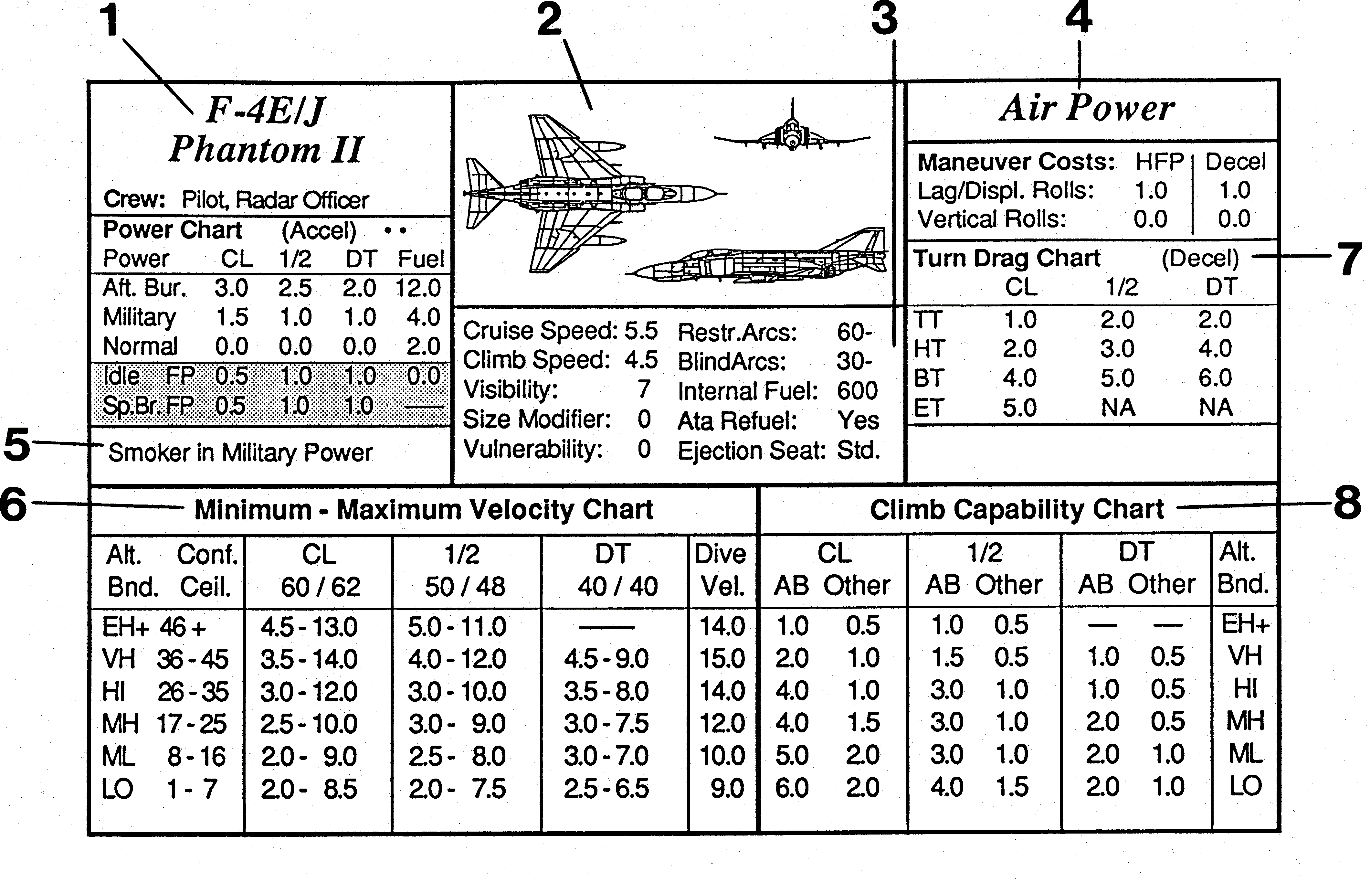 1
2
3
4
F-4E/J
Phantom II
Crew: Pilot, Radar Officer
Power Chart (Accel) • •
Power CL 1/2 DT Fuel
Aft. Bur. 3.0 2.5 2.0 12.0
Military 1.5 1.0 1.0 4.0
Normal 0.0 0.0 0.0 2.0
Idle FP 0.5 1.0 1.0 0.0
Sp.Br. FP 0.5 1.0 1.0 —
5
Smoker in Military Power
Cruise Speed: 5.5 Restr.Arcs: 60-
Climb Speed: 4.5 BlindArcs: 30-
Visibility: 7 Internal Fuel: 600
Size Modifier: 0 Ata Refuel: Yes
Vulnerability: 0 Ejection Seat: Std.
Air Power
Maneuver Costs: HFP Decel
Lag/Displ. Rolls: 1.0 1.0
Vertical Rolls: 0.0 0.0
Turn Drag Chart (Decel)
7
CL 1/2 DT
TT 1.0 2.0 2.0
HT 2.0 3.0 4.0
BT 4.0 5.0 6.0
ET 5.0 NA NA
6
Minimum - Maximum Velocity Chart
Alt. Conf. CL 1/2 DT Dive
Bnd. Ceil. 60 / 62 50 / 48 40 / 40 Vel.
EH+ 46 + 4.5 - 13.0 5.0 - 11.0 — 14.0
VH 36 - 45 3.5 - 14.0 4.0 - 12.0 4.5 - 9.0 15.0
HI 26 - 35 3.0 - 12.0 3.0 - 10.0 3.5 - 8.0 14.0
MH 17 - 25 2.5 - 10.0 3.0 - 9.0 3.0 - 7.5 12.0
ML 8 - 16 2.0 - 9.0 2.5 - 8.0 3.0 - 7.0 10.0
LO 1 - 7 2.0 - 8.5 2.0 - 7.5 2.5 - 6.5 9.0
Climb Capability Chart
8
CL 1/2 DT Alt.
AB Other AB Other AB Other Bnd.
1.0 0.5 1.0 0.5 — — EH+
2.0 1.0 1.5 0.5 1.0 0.5 VH
4.0 1.0 3.0 1.0 1.0 0.5 HI
4.0 1.5 3.0 1.0 2.0 0.5 MH
5.0 2.0 3.0 1.0 2.0 1.0 ML
6.0 2.0 4.0 1.5 2.0 1.0 LO